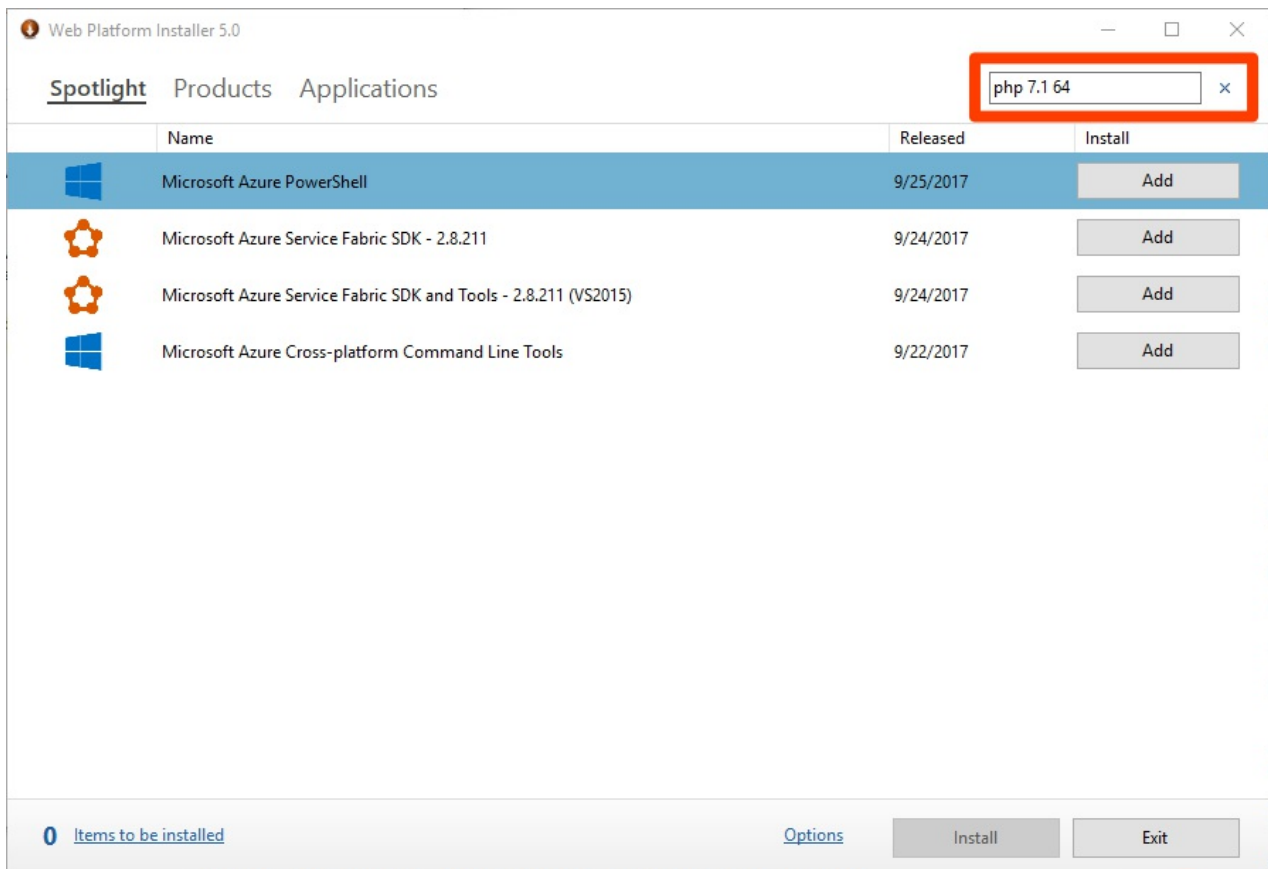 Web Platform Installer 5.0
Spotlight Products Applications
php 7.1 64
Name Released Install
Microsoft Azure PowerShell 9/25/2017 Add
Microsoft Azure Service Fabric SDK - 2.8.211 9/24/2017 Add
Microsoft Azure Service Fabric SDK and Tools - 2.8.211 (VS2015) 9/24/2017 Add
Microsoft Azure Cross-platform Command Line Tools 9/22/2017 Add
0 Items to be installed Options Install Exit